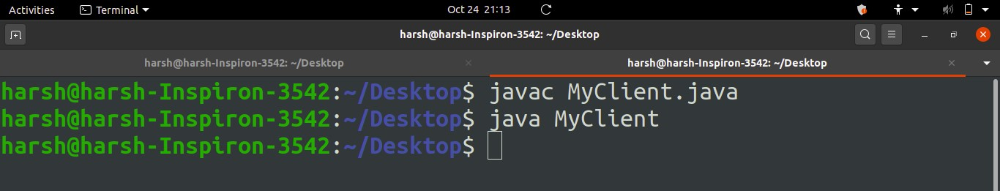 Activities Terminal Oct 24 21:13
harsh@harsh-Inspiron-3542: ~/Desktop
harsh@harsh-Inspiron-3542: ~/Desktop harsh@harsh-Inspiron-3542: ~/Desktop
harsh@harsh-Inspiron-3542:~/Desktop$ javac MyClient.java
harsh@harsh-Inspiron-3542:~/Desktop$ java MyClient
harsh@harsh-Inspiron-3542:~/Desktop$